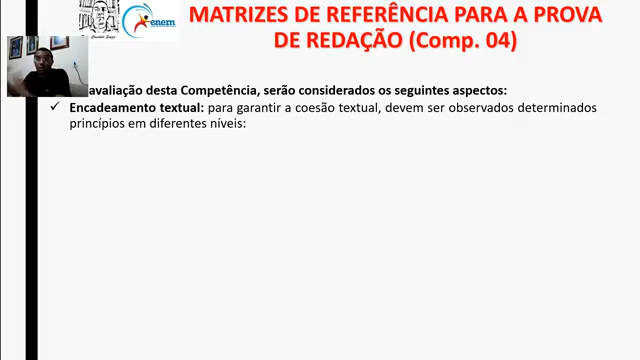 MATRIZES DE REFERÊNCIA PARA A PROVA
DE REDAÇÃO (Comp. 04)
enem
avaliação desta Competência, serão considerados os seguintes aspectos:
✓ Encadeamento textual: para garantir a coesão textual, devem ser observados determinados
princípios em diferentes níveis: